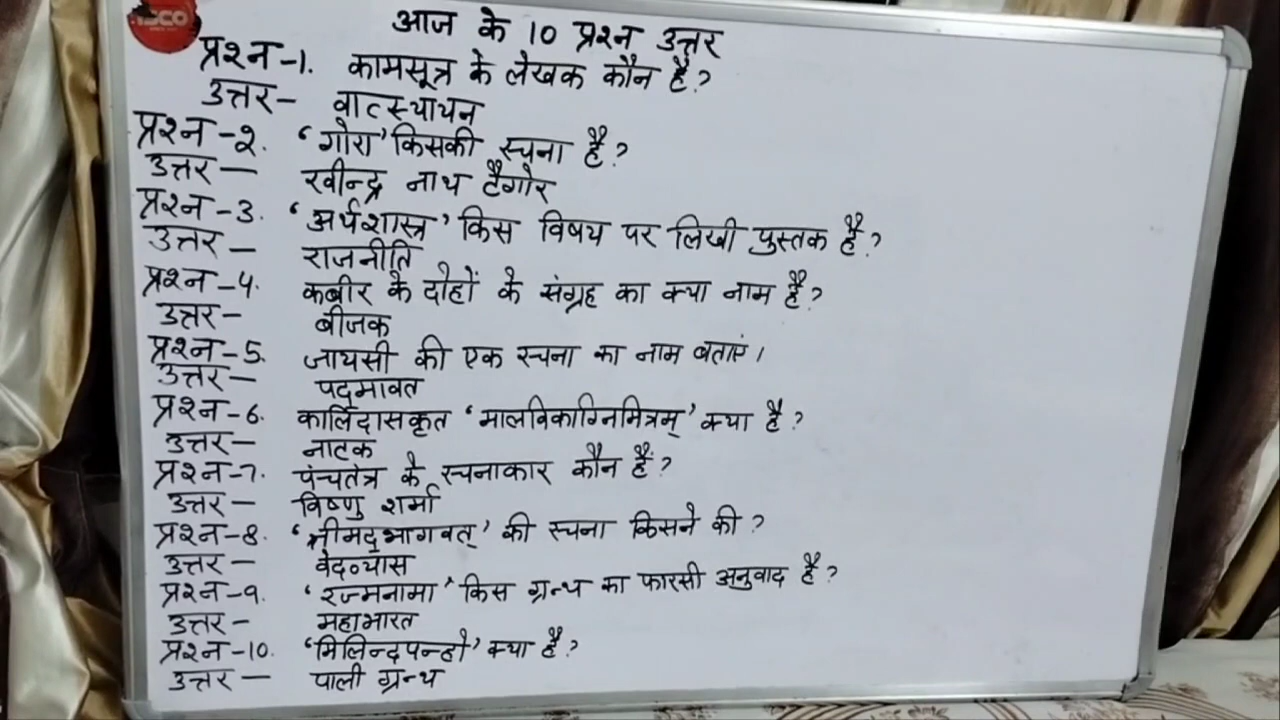 ASCO
आज के 10 प्रश्न उत्तर
प्रश्न-1. कामसूत्र के लेखक कौन हैं?
उत्तर- वात्स्यायन
प्रश्न-2. 'गोरा' किसकी रचना है?
उत्तर- रवीन्द्र नाथ टैगोर
प्रश्न-3. 'अर्थशास्त्र' किस विषय पर लिखी पुस्तक है?
उत्तर- राजनीति
प्रश्न-4. कबीर के दोहों के संग्रह का क्या नाम है?
उत्तर- बीजक
प्रश्न-5. जायसी की एक रचना का नाम बताएं।
उत्तर- पद्मावत
प्रश्न-6. कालिदासकृत 'मालविकाग्निमित्रम्' क्या है?
उत्तर- नाटक
प्रश्न-7. पंचतंत्र के रचनाकार कौन हैं?
उत्तर- विष्णु शर्मा
प्रश्न-8. 'श्रीमद्भागवत्' की रचना किसने की?
उत्तर- वेदव्यास
प्रश्न-9. 'रज्मनामा' किस ग्रन्थ का फारसी अनुवाद है?
उत्तर- महाभारत
प्रश्न-10. 'मिलिन्दपन्हो' क्या है?
उत्तर- पाली ग्रन्थ